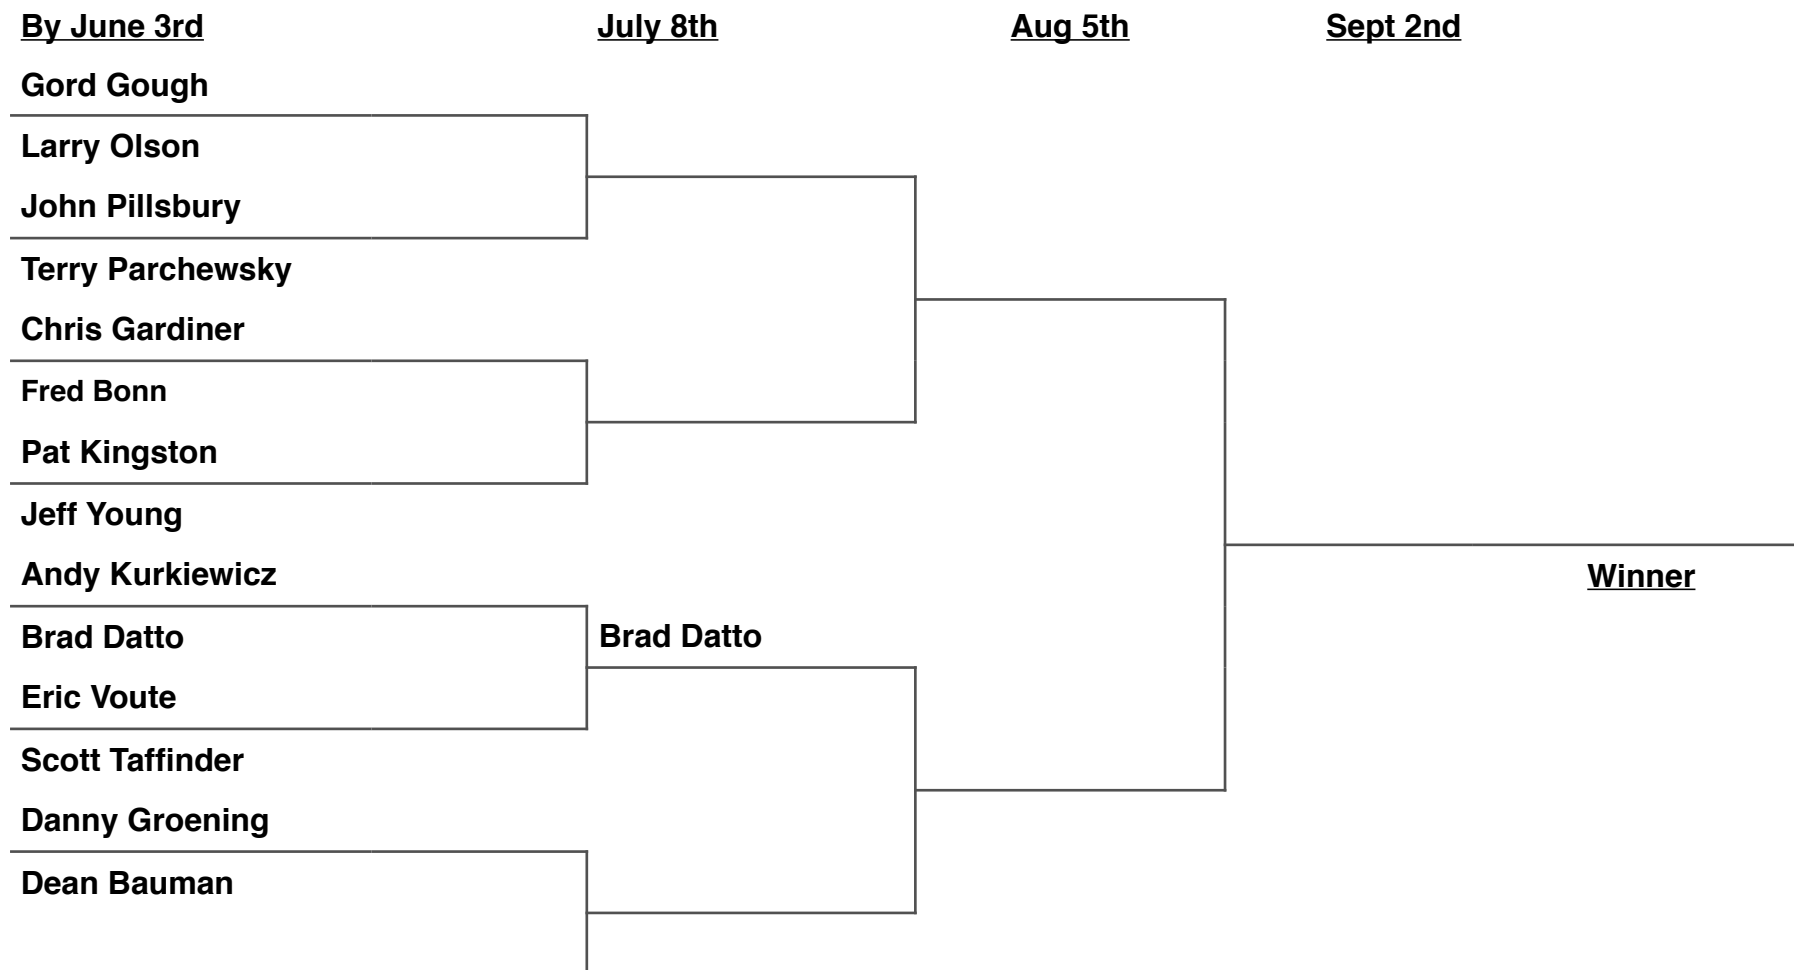 By June 3rd July 8th Aug 5th Sept 2nd
Gord Gough
Larry Olson
John Pillsbury
Terry Parchewsky
Chris Gardiner
Fred Bonn
Pat Kingston
Jeff Young
Andy Kurkiewicz
Winner
Brad Datto Brad Datto
Eric Voute
Scott Taffinder
Danny Groening
Dean Bauman